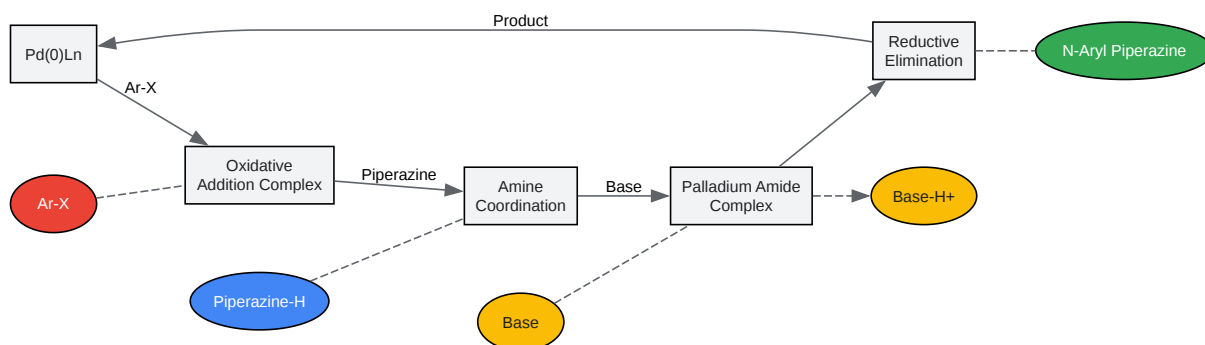 Product
Pd(0)Ln
Reductive
Elimination
N-Aryl Piperazine
Ar-X
Oxidative
Addition Complex
Piperazine
Amine
Coordination
Base
Palladium Amide
Complex
Base-H+
Ar-X
Piperazine-H
Base